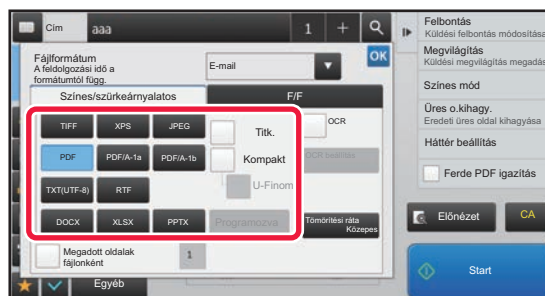 Cím
aaa
1
Fájlformátum
A feldolgozási idő a
formátumtól függ.
E-mail
OK
Színes/szürkeárnyalatos
F/F
TIFF
XPS
JPEG
Titk.
OCR
PDF
PDF/A-1a
PDF/A-1b
Kompakt
OCR beállítás
U-Finom
TXT(UTF-8)
RTF
DOCX
XLSX
PPTX
Programozva
Tömörítési ráta
Közepes
Megadott oldalak
fájlonként
1
Egyéb
Felbontás
Küldési felbontás módosítása
Megvilágítás
Küldési megvilágítás megadás
Színes mód
Üres o.kihagy.
Eredeti üres oldal kihagyása
Háttér beállítás
Ferde PDF igazítás
Előnézet
CA
Start